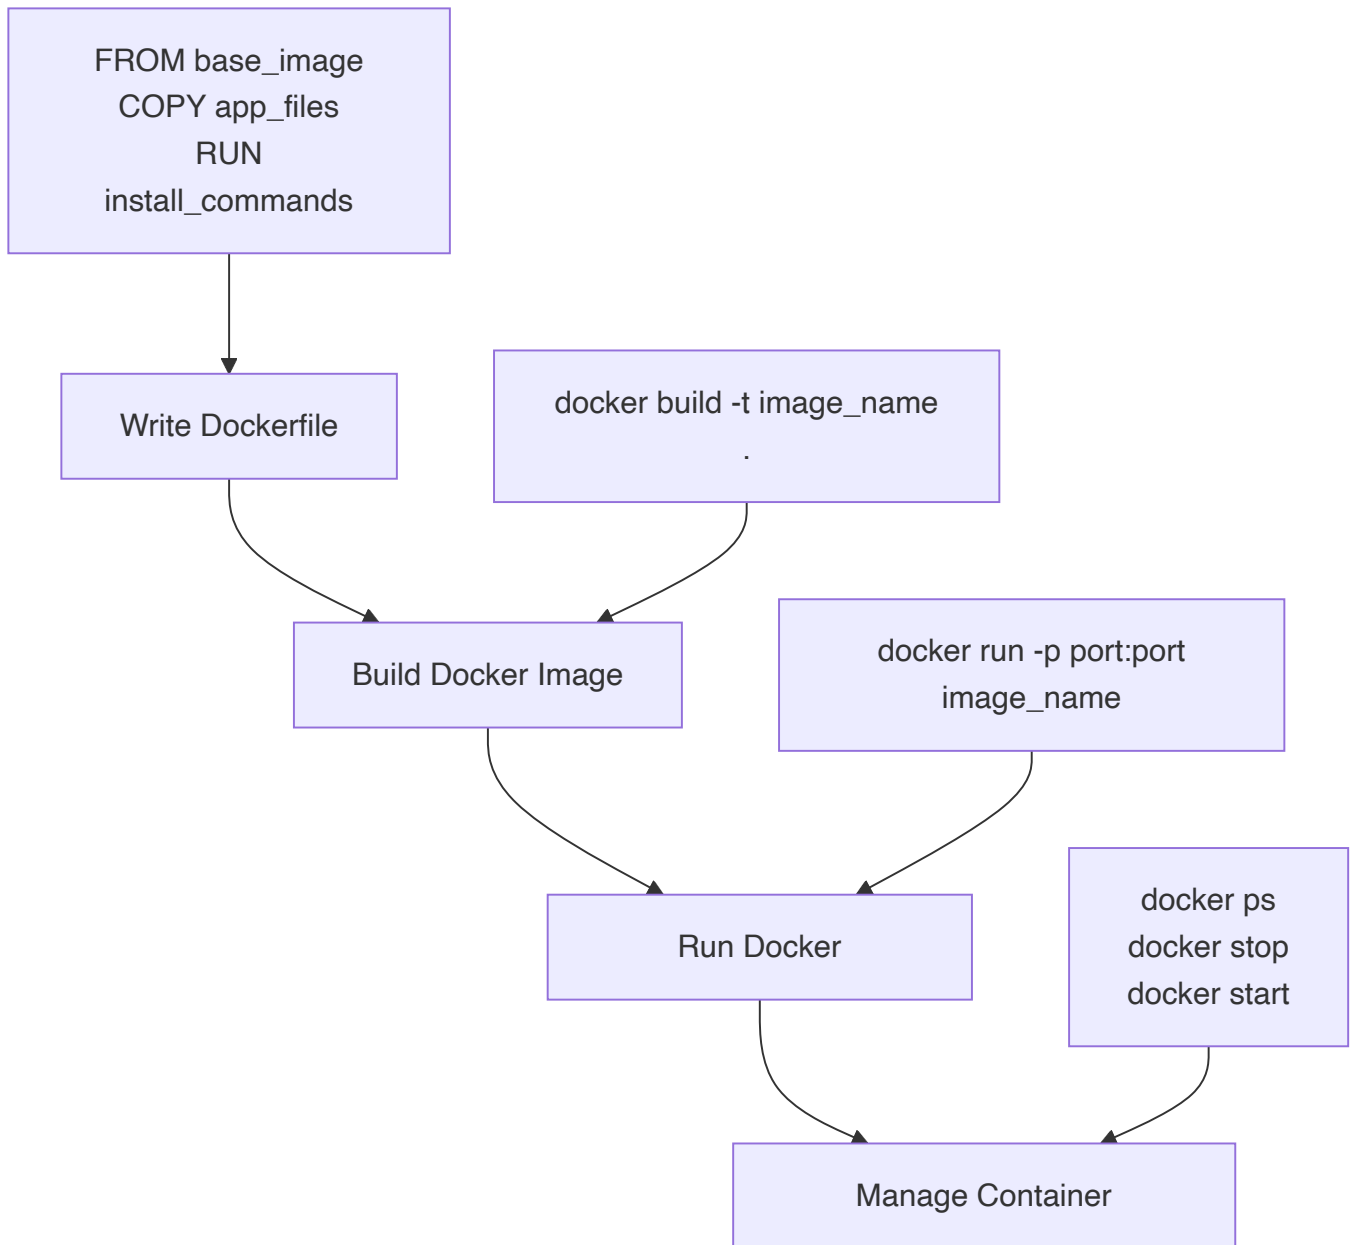 FROM base_image
COPY app_files
RUN
install_commands
Write Dockerfile
docker build -t image_name
.
Build Docker Image
docker run -p port:port
image_name
Run Docker
docker ps
docker stop
docker start
Manage Container